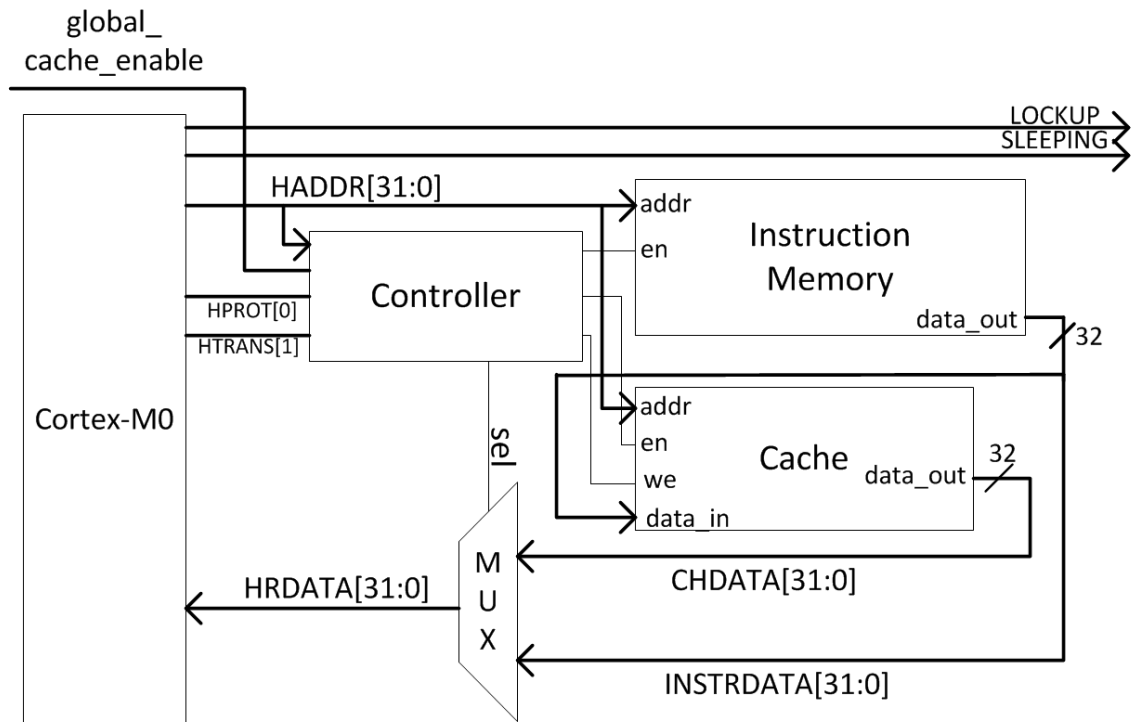 global_
cache_enable
LOCKUP
SLEEPING
HADDR[31:0]
addr
Instruction
Memory
en
Controller
HPROT[0]
data_out
32
HTRANS[1]
Cortex-M0
addr
sel
en
Cache
32
we
data_out
data_in
M
U
X
CHDATA[31:0]
HRDATA[31:0]
INSTRDATA[31:0]